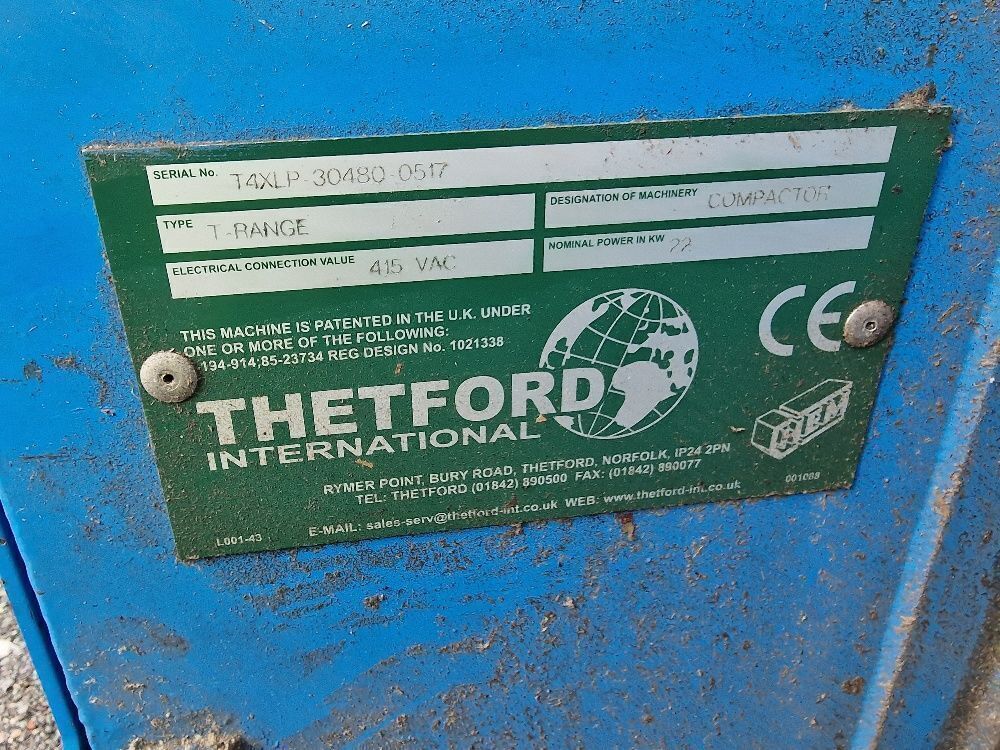 SERIAL No. T4XLP-30480-0517
TYPE T-RANGE
DESIGNATION OF MACHINERY COMPACTOR
ELECTRICAL CONNECTION VALUE 415 VAC
NOMINAL POWER IN KW 22
THIS MACHINE IS PATENTED IN THE U.K. UNDER
ONE OR MORE OF THE FOLLOWING:
194-914;85-23734 REG DESIGN No. 1021338
CE
THETFORD
INTERNATIONAL
RYMER POINT, BURY ROAD, THETFORD, NORFOLK, IP24 2PN
TEL: THETFORD (01842) 890500 FAX: (01842) 890077
E-MAIL: sales-serv@thetford-int.co.uk WEB: www.thetford-int.co.uk
L001-43
001068